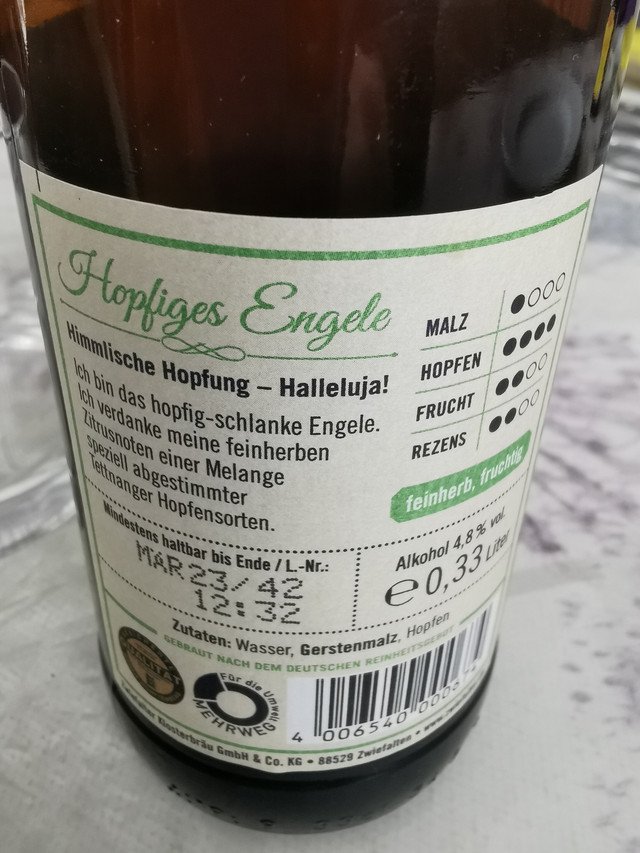 Hopfiges Engele
Himmlische Hopfung – Halleluja!
Ich bin das hopfig-schlanke Engele.
Ich verdanke meine feinherben
Zitrusnoten einer Melange
speziell abgestimmter
Tettnanger Hopfensorten.
MALZ
HOPFEN
FRUCHT
REZENS
feinherb, fruchtig
Mindestens haltbar bis Ende / L.-Nr.:
MAR23/42
12:32
Alkohol 4,8 % vol.
e 0,33 Liter
Zutaten: Wasser, Gerstenmalz, Hopfen
GEBRAUT NACH DEM DEUTSCHEN REINHEITSGEBOT
QUALITÄT
Für die Umwelt
MEHRWEG
4 006540 000
Zwiefalter Klosterbräu GmbH & Co. KG • 88529 Zwiefalten •